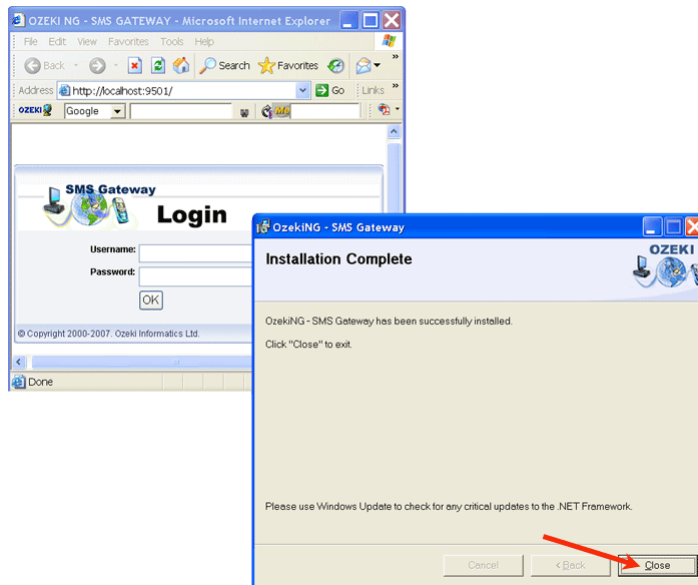 OZEKI NG - SMS GATEWAY - Microsoft Internet Explorer
File Edit View Favorites Tools Help
Back Search Favorites »
Address http://localhost:9501/ Go Links »
OZEKI Google My
SMS Gateway
Login
Username:
Password:
OK
© Copyright 2000-2007. Ozeki Informatics Ltd.
Done
OzekiNG - SMS Gateway
Installation Complete
OZEKI
OzekiNG - SMS Gateway has been successfully installed.
Click "Close" to exit.
Please use Windows Update to check for any critical updates to the .NET Framework.
Cancel < Back Close